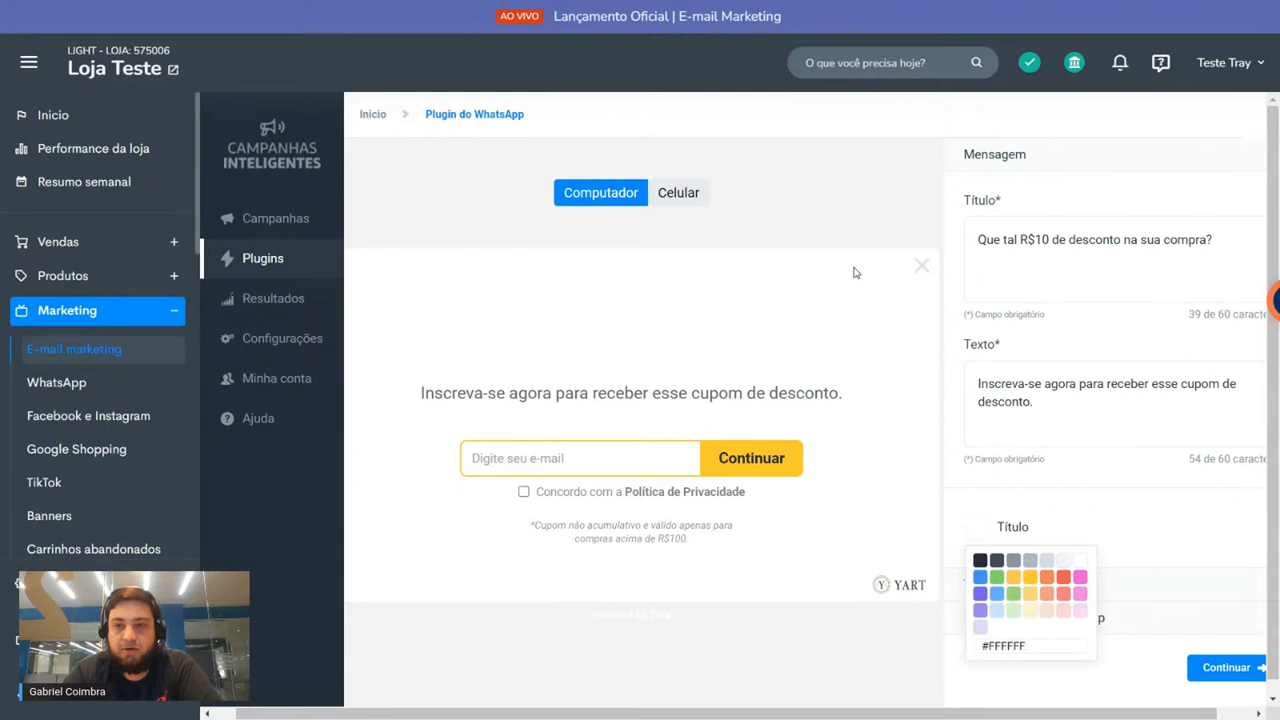 AO VIVO Lançamento Oficial | E-mail Marketing
LIGHT - LOJA: 575006
Loja Teste
O que você precisa hoje?
Teste Tray
Inicio
Performance da loja
Resumo semanal
Vendas
Produtos
Marketing
E-mail marketing
WhatsApp
Facebook e Instagram
Google Shopping
TikTok
Banners
Carrinhos abandonados
Gabriel Coimbra
CAMPANHAS
INTELIGENTES
Campanhas
Plugins
Resultados
Configurações
Minha conta
Ajuda
Inicio
Plugin do WhatsApp
Computador
Celular
Inscreva-se agora para receber esse cupom de desconto.
Digite seu e-mail
Continuar
Concordo com a Política de Privacidade
*Cupom não acumulativo e válido apenas para
compras acima de R$100.
YART
Powered by Tray
Mensagem
Título*
Que tal R$10 de desconto na sua compra?
(*) Campo obrigatório
39 de 60 caracte
Texto*
Inscreva-se agora para receber esse cupom de
desconto.
(*) Campo obrigatório
54 de 60 caracte
Título
#FFFFFF
p
Continuar